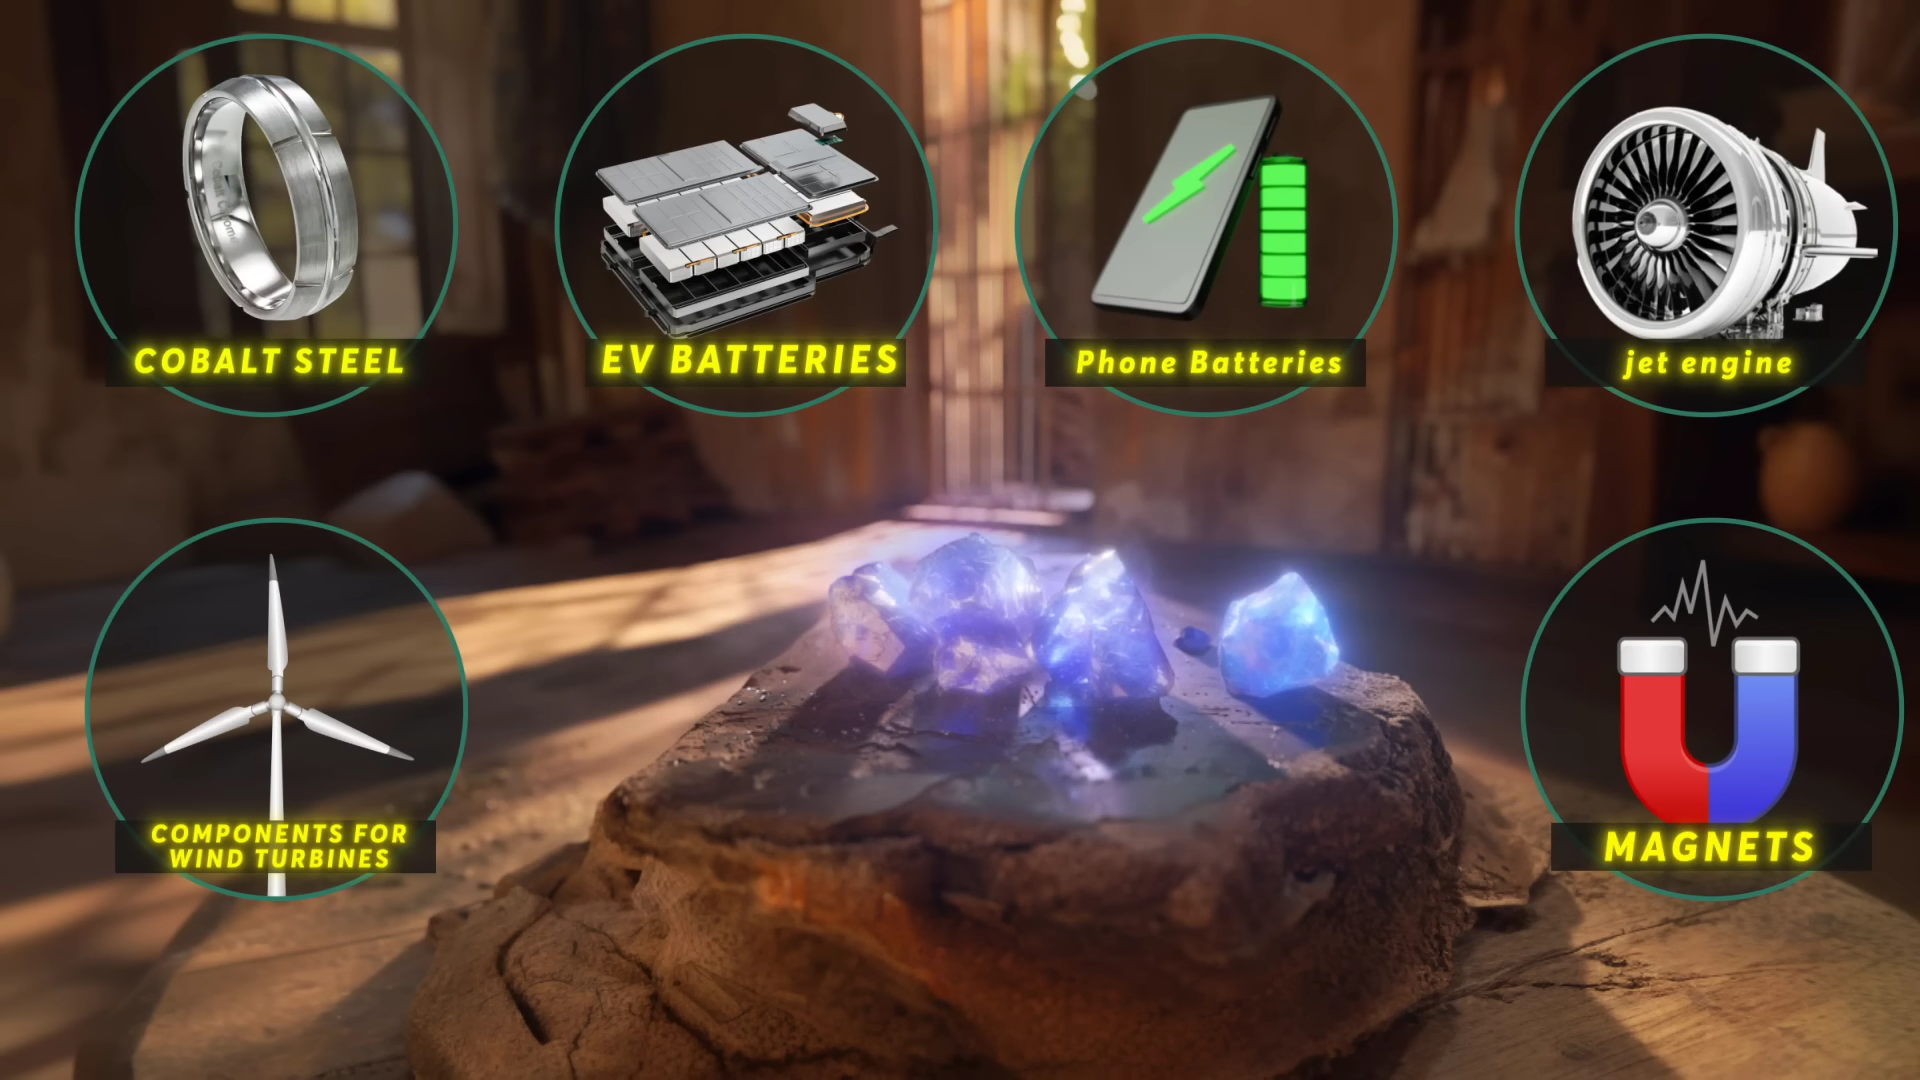 COBALT STEEL
EV BATTERIES
Phone Batteries
jet engine
COMPONENTS FOR
WIND TURBINES
MAGNETS